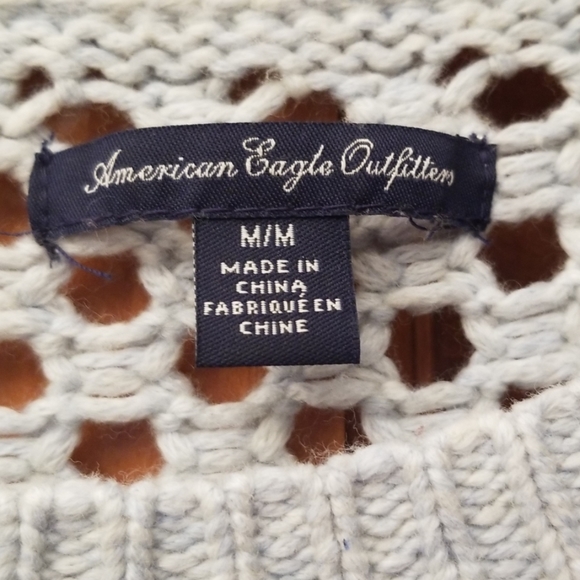 American Eagle Outfitters
M/M
MADE IN
CHINA
FABRIQUÉ EN
CHINE